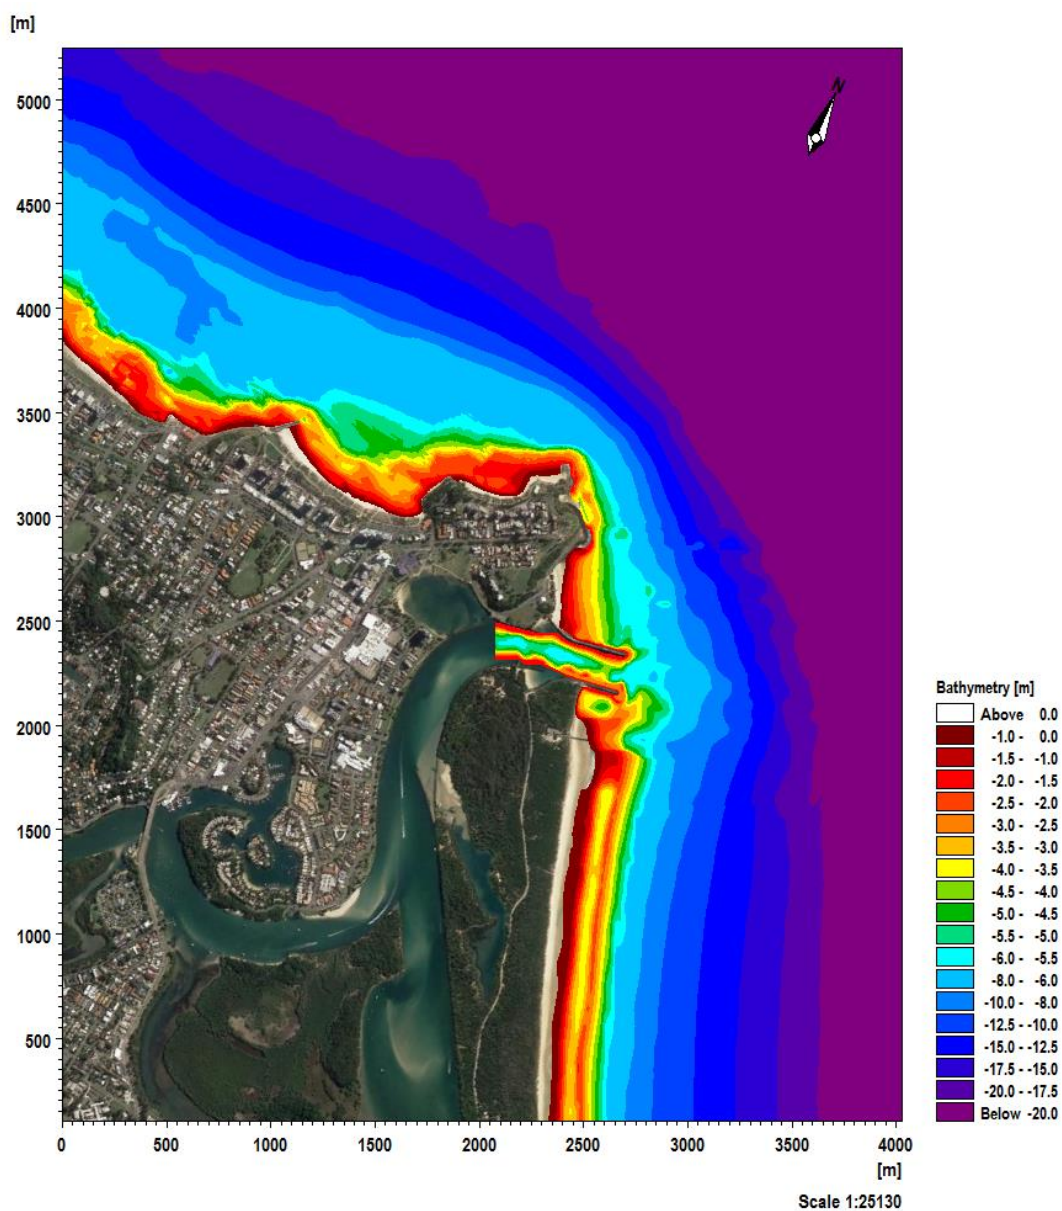 [m]
N
5000
4500
4000
3500
3000
2500
2000
1500
1000
500
0 500 1000 1500 2000 2500 3000 3500 4000
[m]
Scale 1:25130
Bathymetry [m]
Above 0.0
-1.0 - 0.0
-1.5 - -1.0
-2.0 - -1.5
-2.5 - -2.0
-3.0 - -2.5
-3.5 - -3.0
-4.0 - -3.5
-4.5 - -4.0
-5.0 - -4.5
-5.5 - -5.0
-6.0 - -5.5
-8.0 - -6.0
-10.0 - -8.0
-12.5 - -10.0
-15.0 - -12.5
-17.5 - -15.0
-20.0 - -17.5
Below -20.0